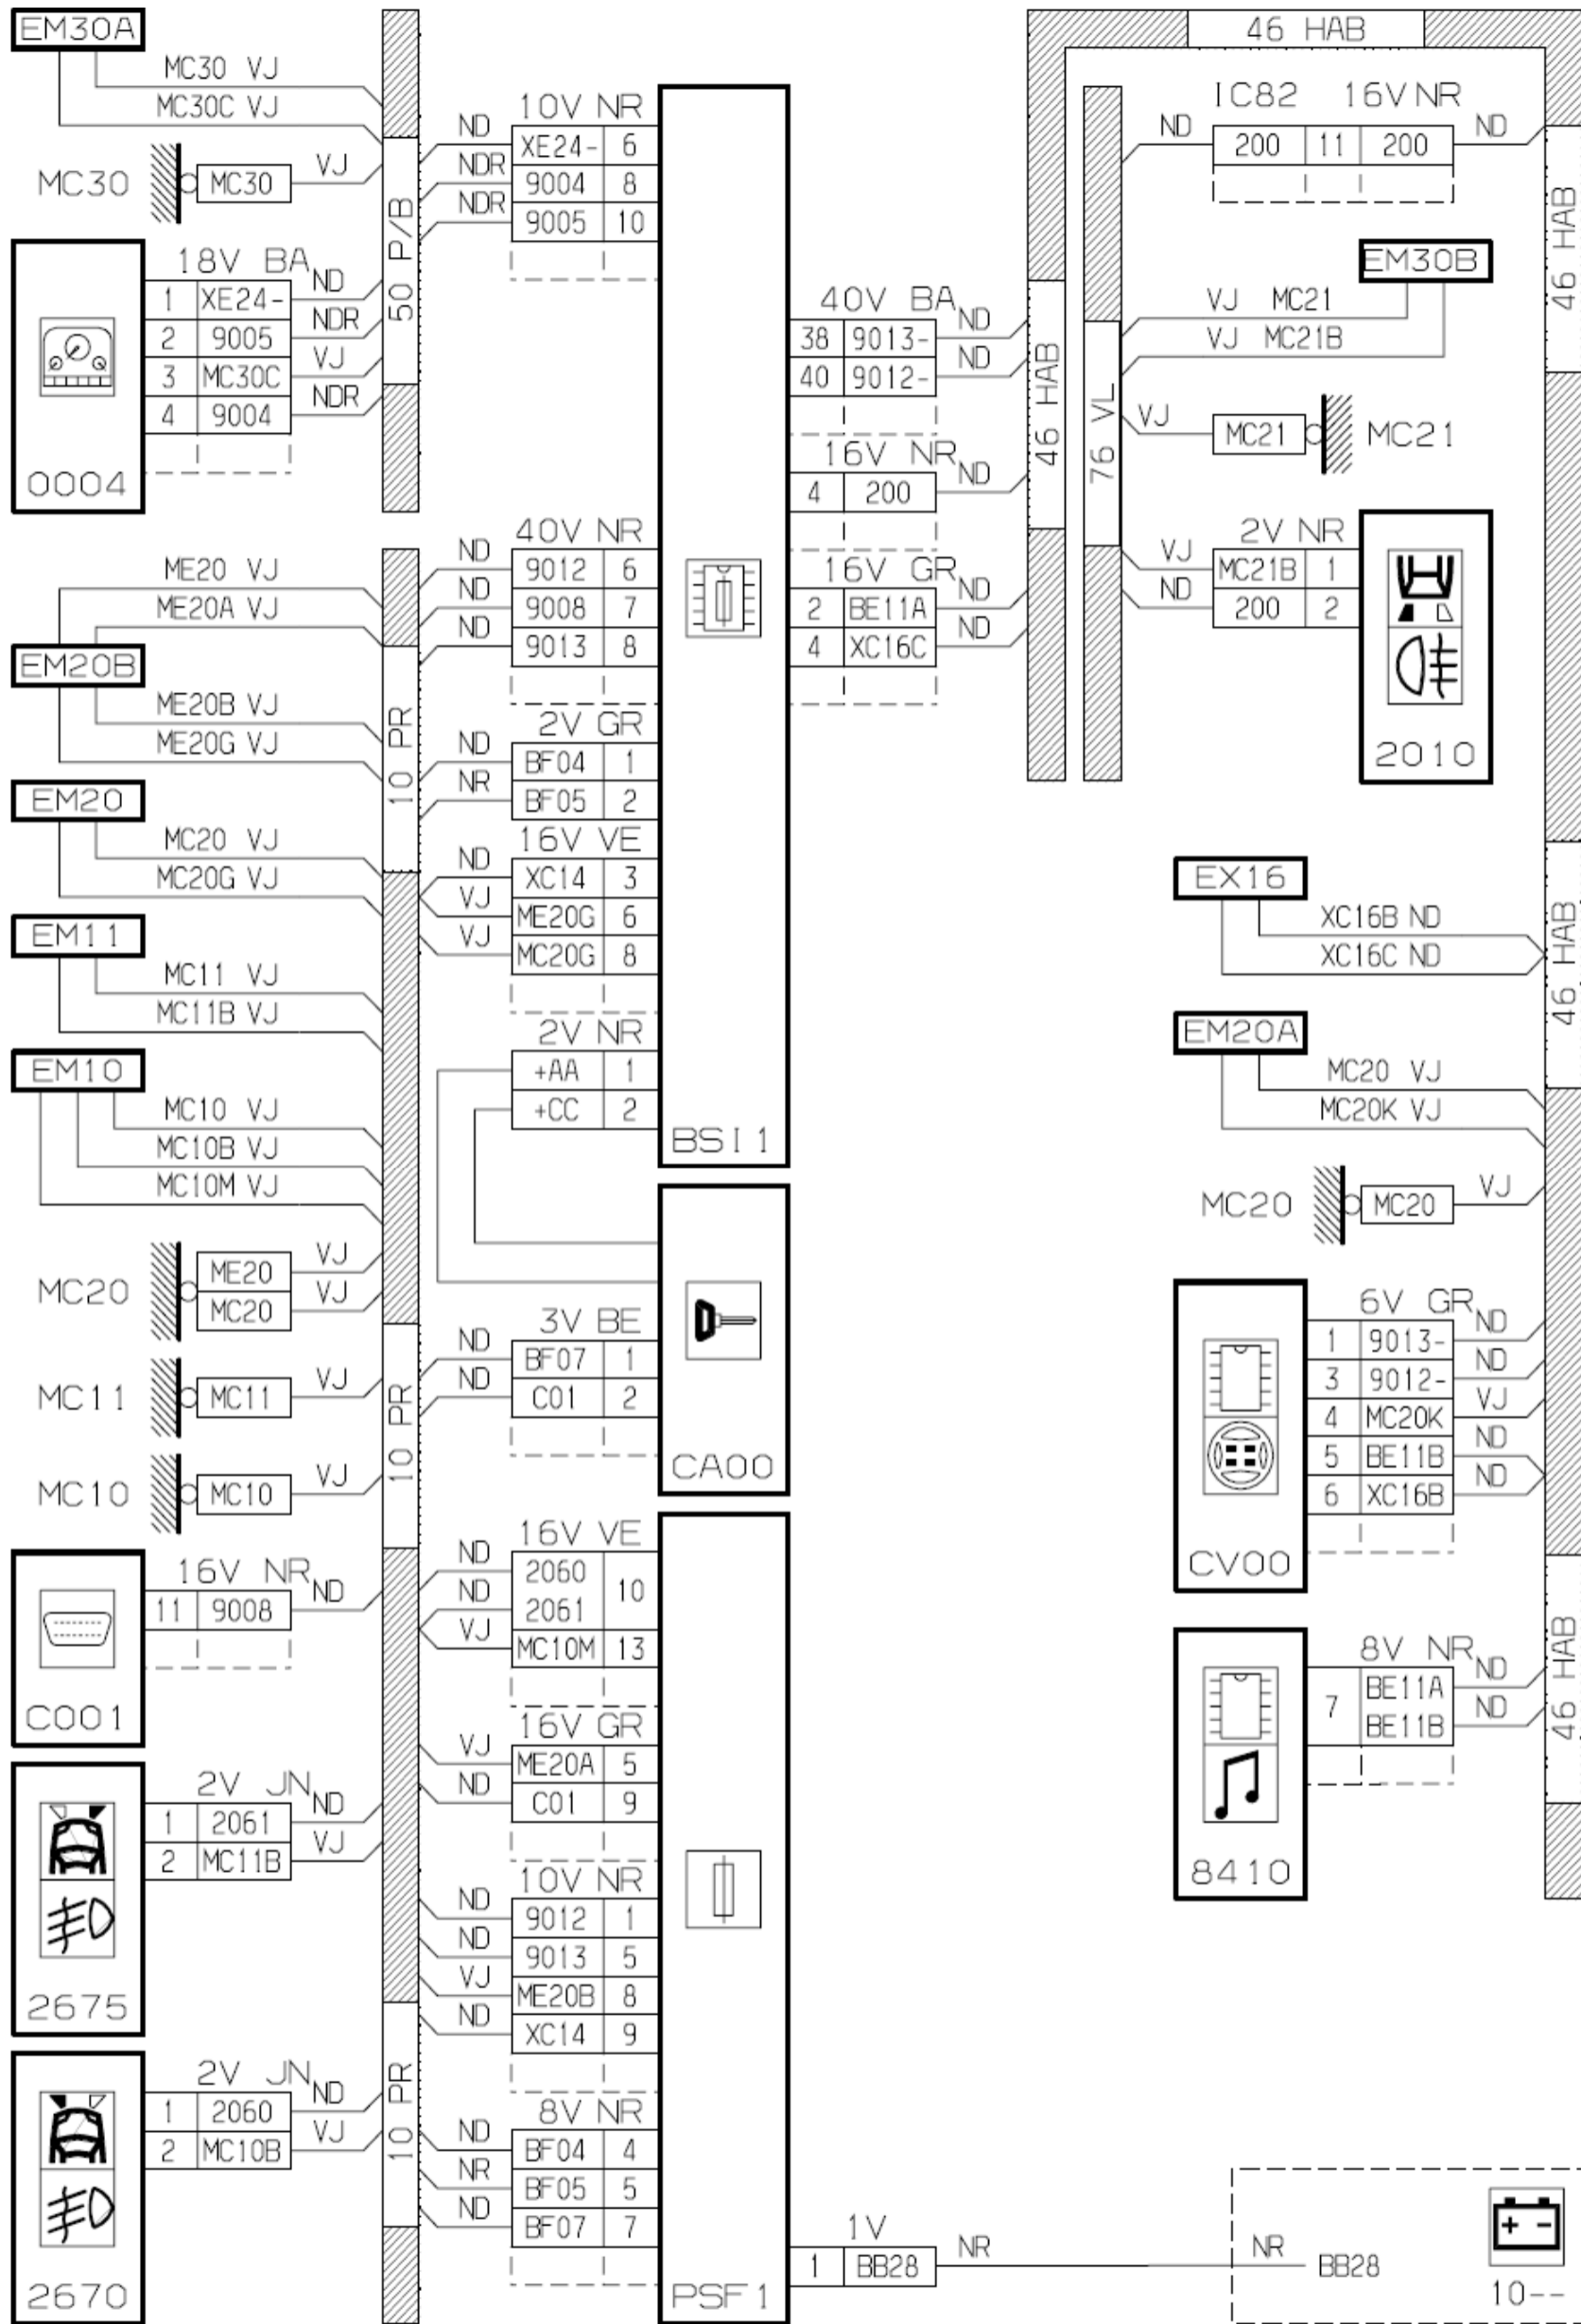 EM30A
MC30 VJ
MC30C VJ
MC30
MC30
VJ
0004
18V BA
1 XE24- ND
2 9005 NDR
3 MC30C VJ
4 9004 NDR
50 P/B
10V NR
ND XE24- 6
NDR 9004 8
NDR 9005 10
ME20 VJ
ME20A VJ
EM20B
ME20B VJ
ME20G VJ
EM20
MC20 VJ
MC20G VJ
EM11
MC11 VJ
MC11B VJ
EM10
MC10 VJ
MC10B VJ
MC10M VJ
MC20
ME20 VJ
MC20 VJ
MC11
MC11 VJ
MC10
MC10 VJ
C001
16V NR
11 9008 ND
2675
2V JN
1 2061 ND
2 MC11B VJ
2670
2V JN
1 2060 ND
2 MC10B VJ
10 PR
10 PR
10 PR
40V NR
ND 9012 6
ND 9008 7
ND 9013 8
2V GR
ND BF04 1
NR BF05 2
16V VE
ND XC14 3
VJ ME20G 6
VJ MC20G 8
2V NR
+AA 1
+CC 2
BSI1
3V BE
ND BF07 1
ND C01 2
CA00
16V VE
ND 2060 10
ND 2061
VJ MC10M 13
16V GR
VJ ME20A 5
ND C01 9
10V NR
ND 9012 1
ND 9013 5
VJ ME20B 8
ND XC14 9
8V NR
ND BF04 4
NR BF05 5
ND BF07 7
PSF1
1V
1 BB28 NR
NR BB28
10--
40V BA
38 9013- ND
40 9012- ND
16V NR
4 200 ND
16V GR
2 BE11A ND
4 XC16C ND
46 HAB
46 HAB
76 VL
IC82 16V NR
ND 200 11 200 ND
46 HAB
EM30B
VJ MC21
VJ MC21B
VJ MC21
MC21
2V NR
VJ MC21B 1
ND 200 2
2010
EX16
XC16B ND
XC16C ND
46 HAB
EM20A
MC20 VJ
MC20K VJ
MC20
MC20 VJ
6V GR
1 9013- ND
3 9012- ND
4 MC20K VJ
5 BE11B ND
6 XC16B ND
CV00
8V NR
7 BE11A ND
BE11B ND
46 HAB
8410